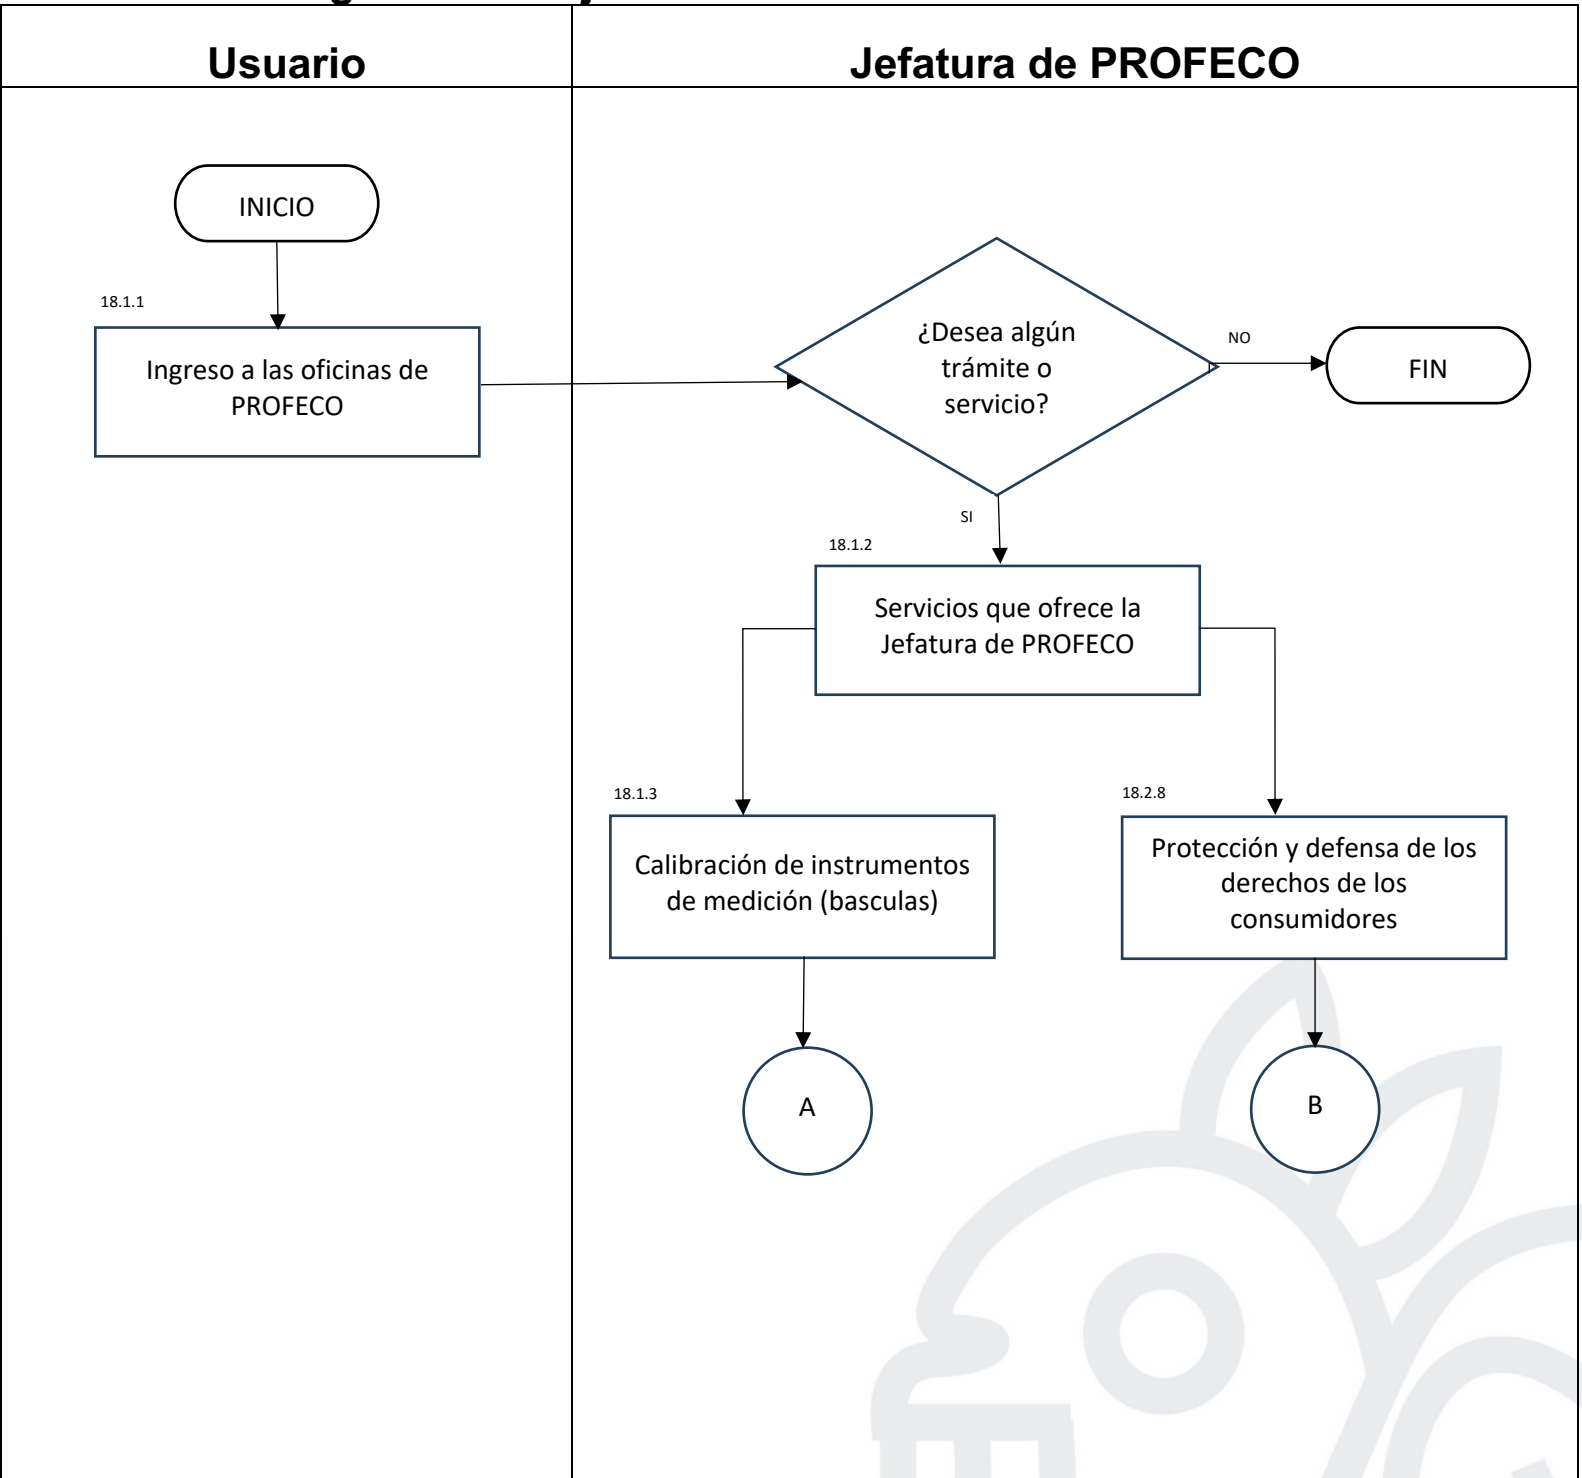 Usuario
Jefatura de PROFECO
INICIO
18.1.1
Ingreso a las oficinas de
PROFECO
¿Desea algún
trámite o
servicio?
NO
FIN
SI
18.1.2
Servicios que ofrece la
Jefatura de PROFECO
18.1.3
Calibración de instrumentos
de medición (basculas)
18.2.8
Protección y defensa de los
derechos de los
consumidores
A
B